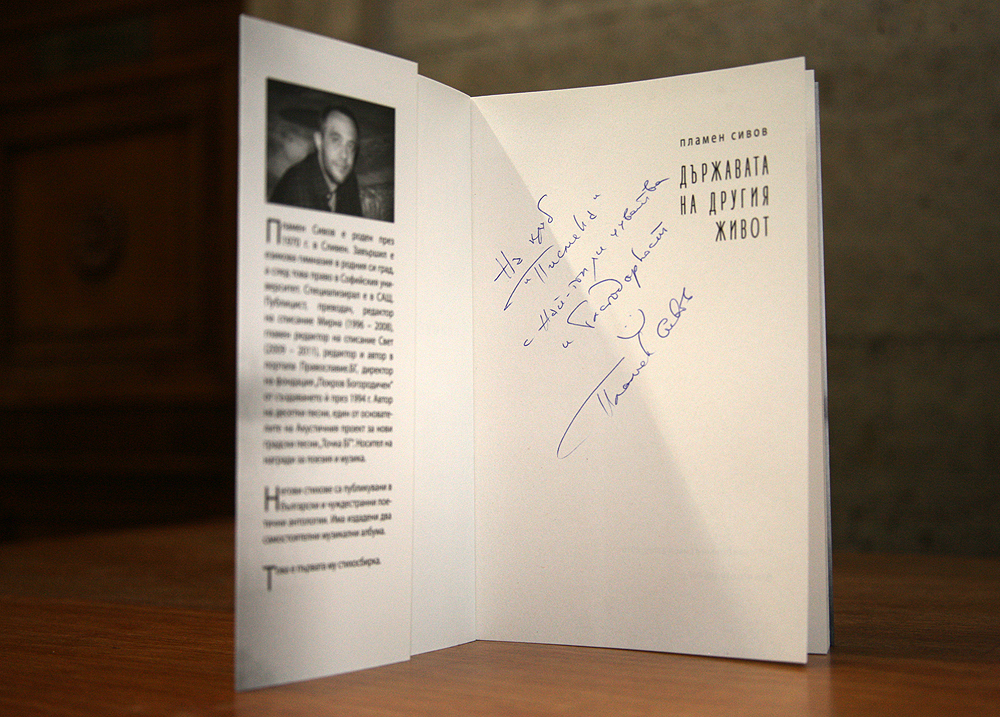 Пламен Сивов е роден през
1970 г. в Сливен. Завършил е
езикова гимназия в родния си град,
а след това право в Софийския уни-
верситет. Специализирал е в САЩ.
Публицист, преводач, редактор
на списание Мирна (1996 – 2008),
главен редактор на списание Свет
(2009 – 2011), редактор и автор в
портала Православие.БГ, директор
на фондация „Покров Богородичен"
от създаването ѝ през 1994 г. Автор
на десетки песни, един от основате-
лите на Акустичния проект за нови
градски песни „Точка БГ". Носител на
награди за поезия и музика.
Негови стихове са публикувани в
български и чуждестранни пое-
тични антологии. Има издадени два
самостоятелни музикални албума.
Това е първата му стихосбирка.
пламен сивов
ДЪРЖАВАТА
НА ДРУГИЯ
ЖИВОТ
На клуб
"Писмена"
с най-топли чувства
и благодарност
:)
Пламен Сивов